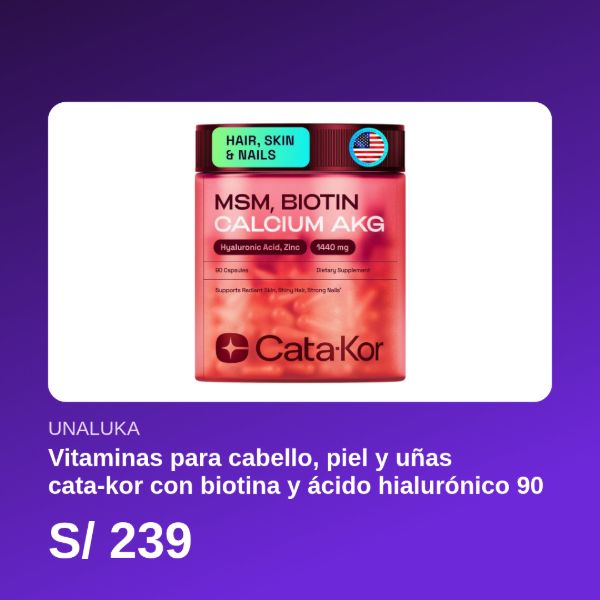 HAIR, SKIN
& NAILS
MSM, BIOTIN
CALCIUM AKG
Hyaluronic Acid, Zinc
1440 mg
90 Capsules
Dietary Supplement
Supports Radiant Skin, Shiny Hair, Strong Nails*
Cata-Kor
UNALUKA
Vitaminas para cabello, piel y uñas
cata-kor con biotina y ácido hialurónico 90
S/ 239